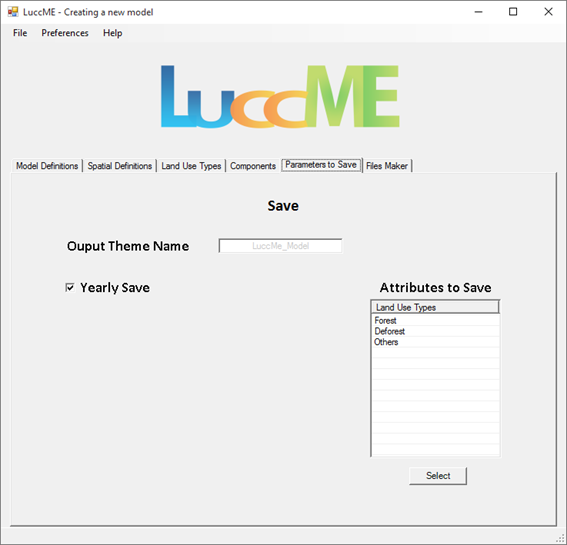 LuccME - Creating a new model
File Preferences Help
LuccME
Model Definitions Spatial Definitions Land Use Types Components Parameters to Save Files Maker
Save
Ouput Theme Name LuccMe_Model
Yearly Save Attributes to Save
Land Use Types
Forest
Deforest
Others
Select